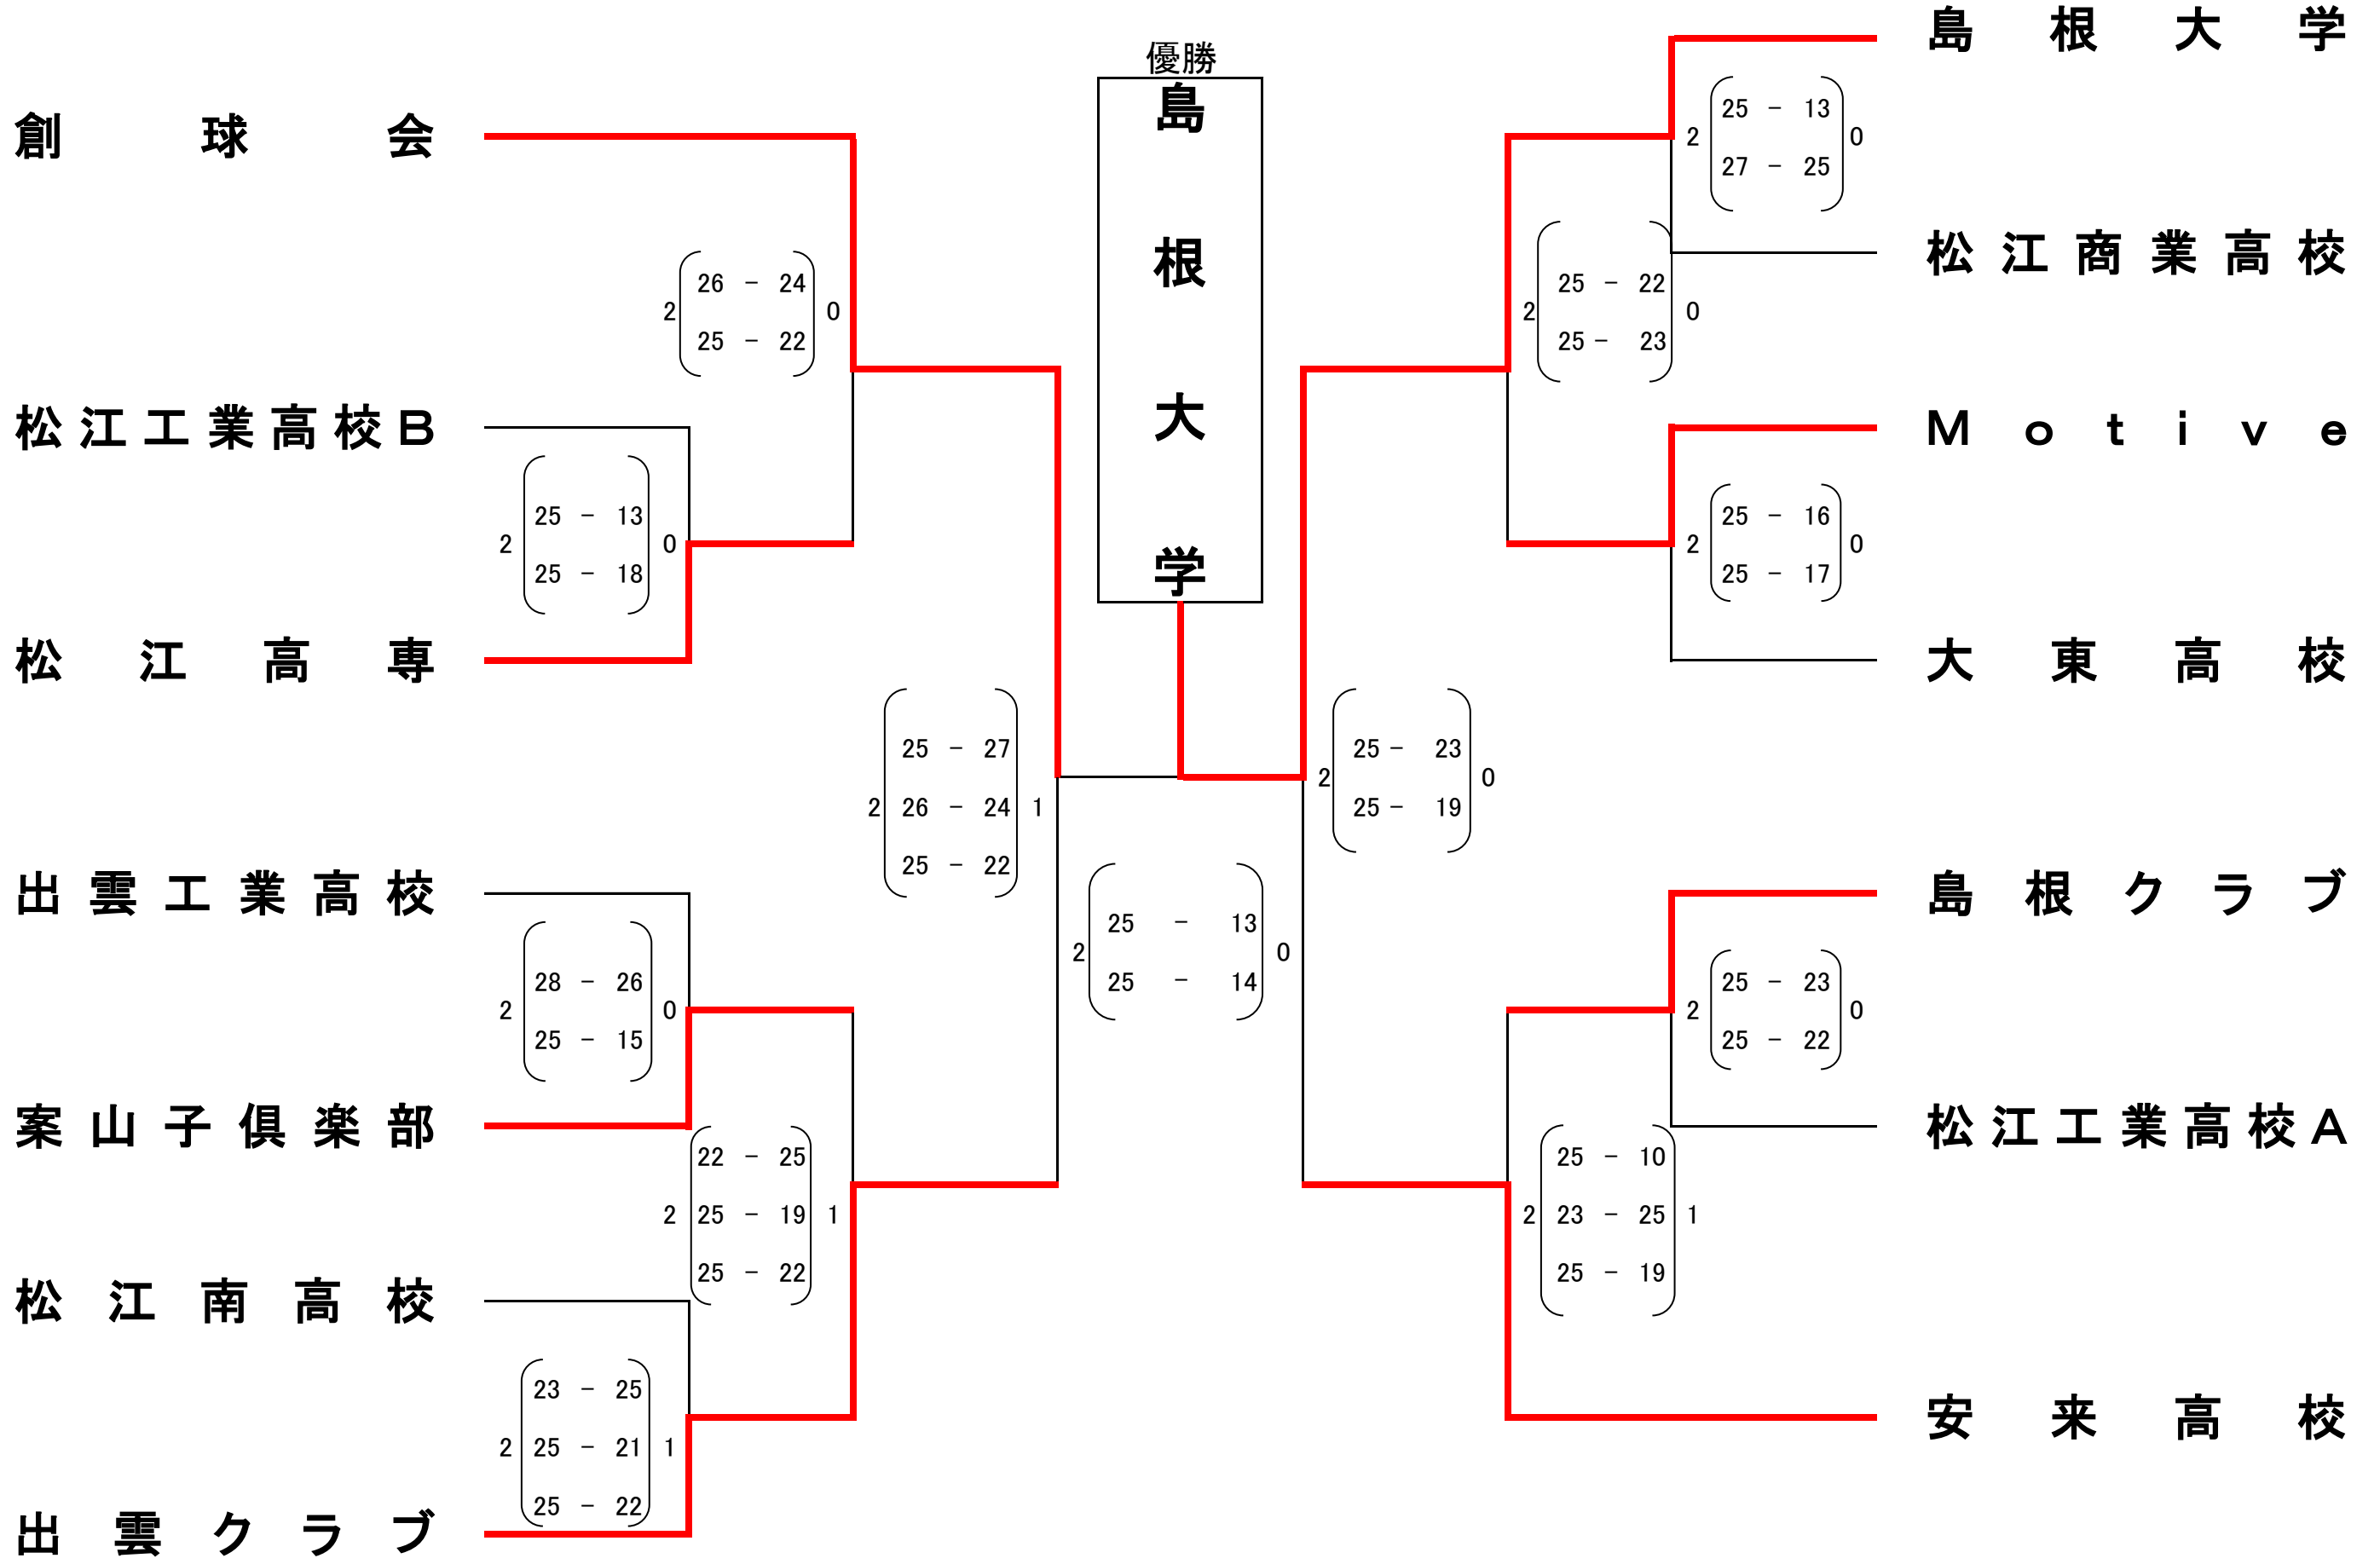 優勝
島根大学
創球会
26 - 24
2 0
25 - 22
松江工業高校B
25 - 13
2 0
25 - 18
松江高専
25 - 27
2 26 - 24 1
25 - 22
出雲工業高校
28 - 26
2 0
25 - 15
案山子倶楽部
22 - 25
2 25 - 19 1
25 - 22
松江南高校
23 - 25
2 25 - 21 1
25 - 22
出雲クラブ
25 - 13
2 0
25 - 14
島根大学
25 - 13
2 0
27 - 25
松江商業高校
25 - 22
2 0
25 - 23
Motive
25 - 16
2 0
25 - 17
大東高校
25 - 23
2 0
25 - 19
島根クラブ
25 - 23
2 0
25 - 22
松江工業高校A
25 - 10
2 23 - 25 1
25 - 19
安来高校